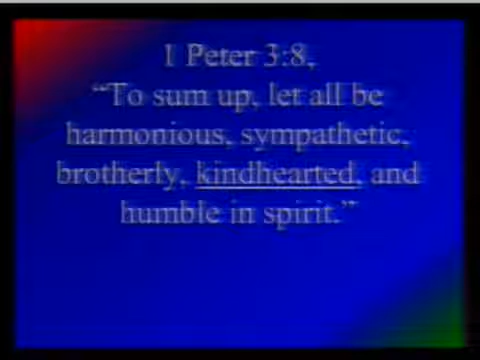 1 Peter 3:8,
“To sum up, let all be
harmonious, sympathetic,
brotherly, kindhearted, and
humble in spirit.”